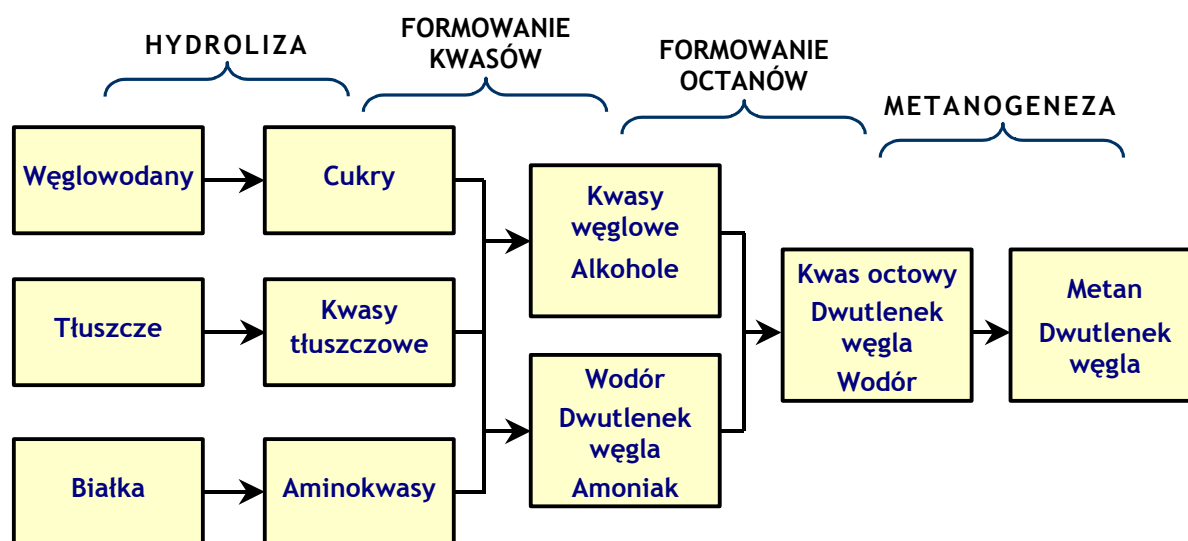 HYDROLIZA
FORMOWANIE
KWASÓW
FORMOWANIE
OCTANÓW
METANOGENEZA
Węglowodany
Cukry
Kwasy
węglowe
Alkohole
Kwas octowy
Dwutlenek
węgla
Wodór
Metan
Dwutlenek
węgla
Tłuszcze
Kwasy
tłuszczowe
Wodór
Dwutlenek
węgla
Amoniak
Białka
Aminokwasy